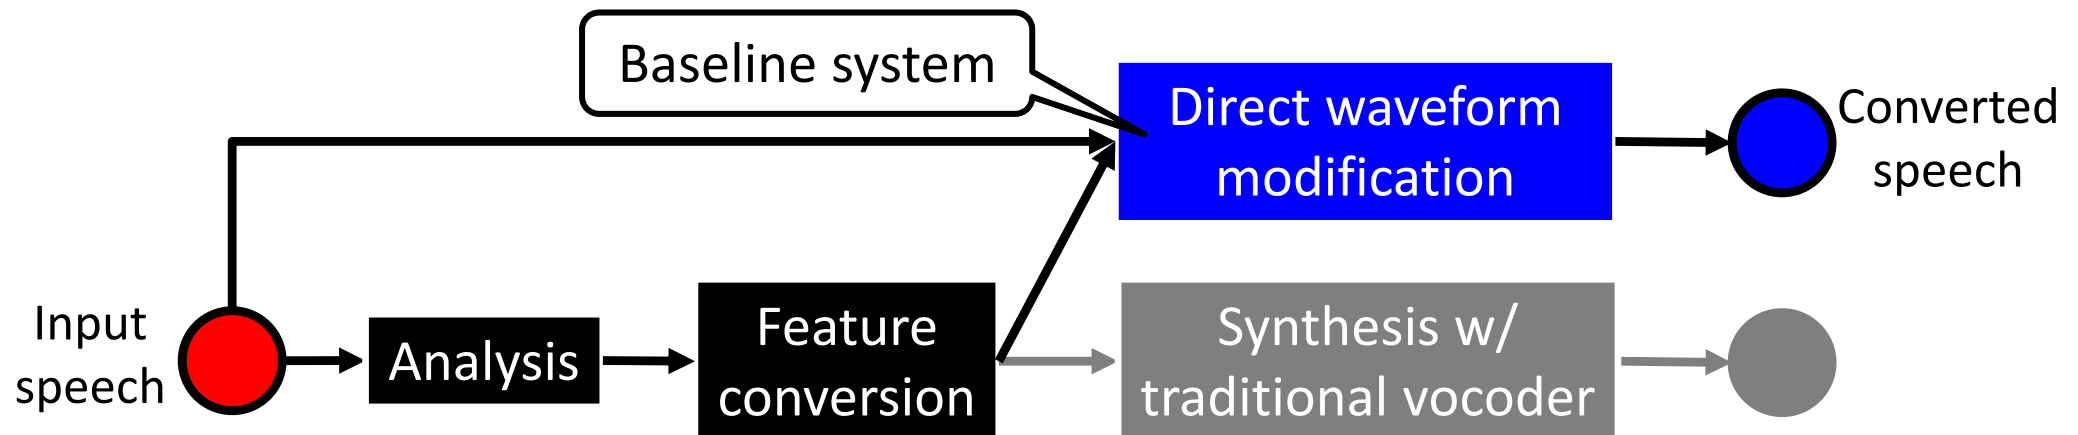 Baseline system
Direct waveform
modification
Converted
speech
Input
speech
Analysis
Feature
conversion
Synthesis w/
traditional vocoder